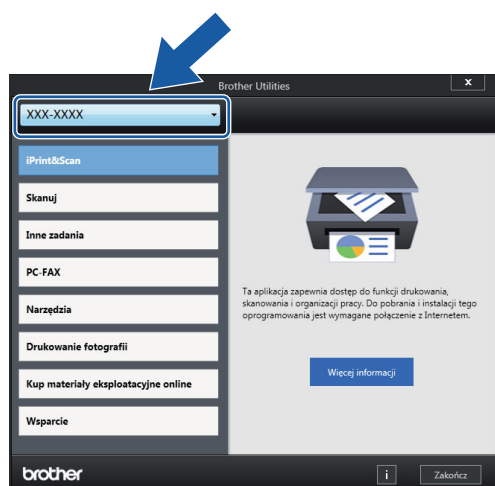 Brother Utilities
x
XXX-XXXX
iPrint&Scan
Skanuj
Inne zadania
PC-FAX
Narzędzia
Drukowanie fotografii
Kup materiały eksploatacyjne online
Wsparcie
Ta aplikacja zapewnia dostęp do funkcji drukowania,
skanowania i organizacji pracy. Do pobrania i instalacji tego
oprogramowania jest wymagane połączenie z Internetem.
Więcej informacji
brother
i
Zakończ